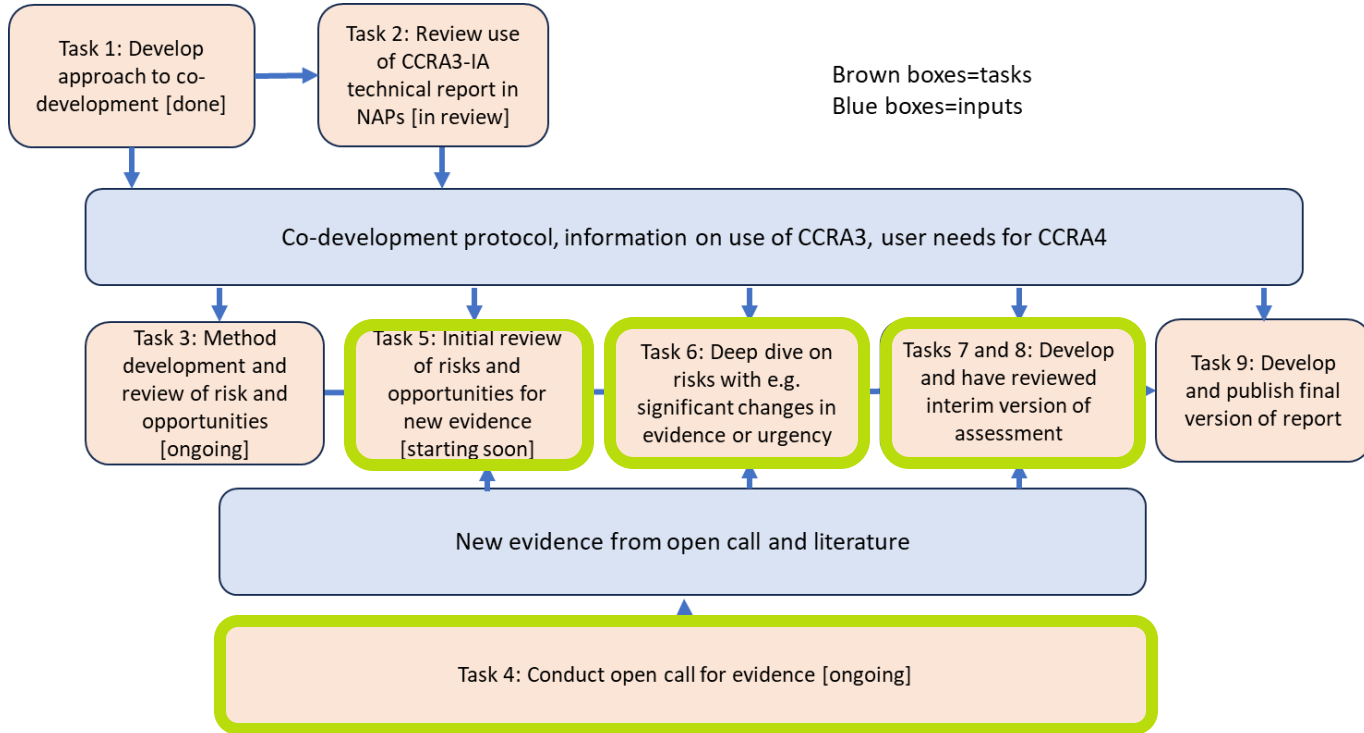 Task 1: Develop
approach to co-
development [done]
Task 2: Review use
of CCRA3-IA
technical report in
NAPs [in review]
Brown boxes=tasks
Blue boxes=inputs
Co-development protocol, information on use of CCRA3, user needs for CCRA4
Task 3: Method
development and
review of risk and
opportunities
[ongoing]
Task 5: Initial review
of risks and
opportunities for
new evidence
[starting soon]
Task 6: Deep dive on
risks with e.g.
significant changes in
evidence or urgency
Tasks 7 and 8: Develop
and have reviewed
interim version of
assessment
Task 9: Develop
and publish final
version of report
New evidence from open call and literature
Task 4: Conduct open call for evidence [ongoing]